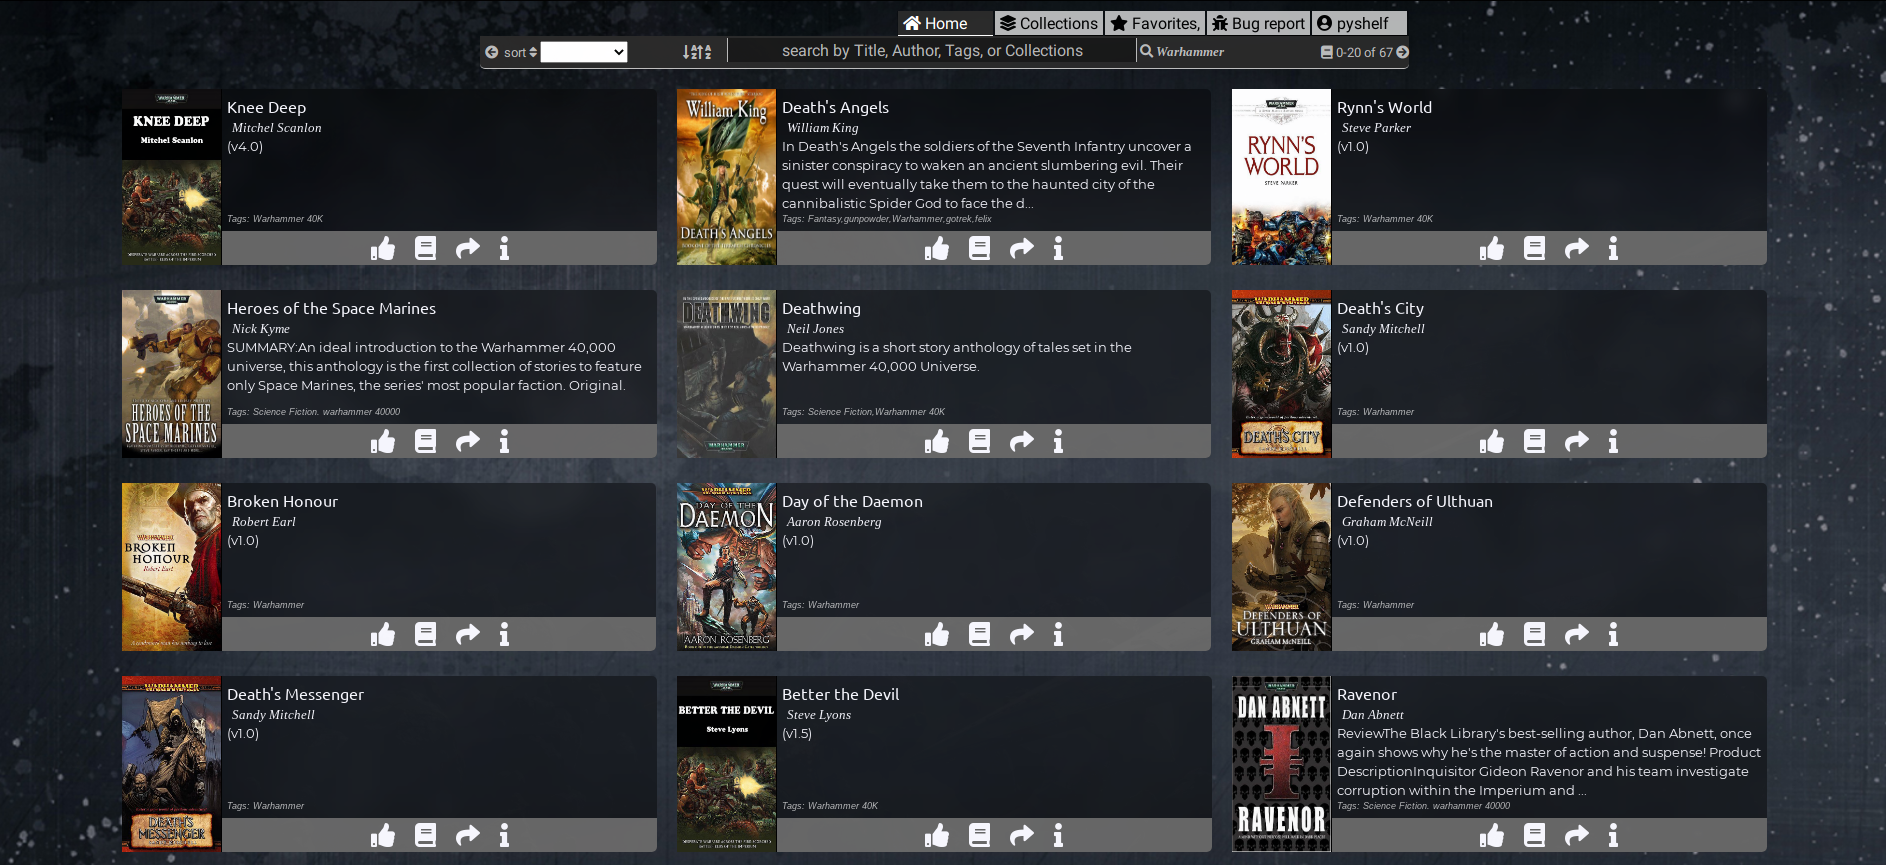 Home
Collections
Favorites,
Bug report
pyshelf
sort
search by Title, Author, Tags, or Collections
Warhammer
0-20 of 67
WARHAMMER
KNEE DEEP
Mitchel Scanlon
Knee Deep
Mitchel Scanlon
(v4.0)
Tags: Warhammer 40K
William King
DEATH'S ANGELS
Death's Angels
William King
In Death's Angels the soldiers of the Seventh Infantry uncover a
sinister conspiracy to waken an ancient slumbering evil. Their
quest will eventually take them to the haunted city of the
cannibalistic Spider God to face the d...
Tags: Fantasy,gunpowder,Warhammer,gotrek,felix
WARHAMMER
RYNN'S
WORLD
STEVE PARKER
Rynn's World
Steve Parker
(v1.0)
Tags: Warhammer 40K
WARHAMMER
HEROES OF THE
SPACE MARINES
Heroes of the Space Marines
Nick Kyme
SUMMARY:An ideal introduction to the Warhammer 40,000
universe, this anthology is the first collection of stories to feature
only Space Marines, the series' most popular faction. Original.
Tags: Science Fiction. warhammer 40000
DEATHWING
WARHAMMER
Deathwing
Neil Jones
Deathwing is a short story anthology of tales set in the
Warhammer 40,000 Universe.
Tags: Science Fiction,Warhammer 40K
WARHAMMER
DEATH'S CITY
Death's City
Sandy Mitchell
(v1.0)
Tags: Warhammer
WARHAMMER
BROKEN
HONOUR
Robert Earl
Broken Honour
Robert Earl
(v1.0)
Tags: Warhammer
WARHAMMER
DAY OF THE
DAEMON
AARON ROSENBERG
Day of the Daemon
Aaron Rosenberg
(v1.0)
Tags: Warhammer
WARHAMMER
DEFENDERS OF
ULTHUAN
GRAHAM McNEILL
Defenders of Ulthuan
Graham McNeill
(v1.0)
Tags: Warhammer
WARHAMMER
DEATH'S
MESSENGER
Death's Messenger
Sandy Mitchell
(v1.0)
Tags: Warhammer
WARHAMMER
BETTER THE DEVIL
Steve Lyons
Better the Devil
Steve Lyons
(v1.5)
Tags: Warhammer 40K
WARHAMMER
DAN ABNETT
RAVENOR
Ravenor
Dan Abnett
ReviewThe Black Library's best-selling author, Dan Abnett, once
again shows why he's the master of action and suspense! Product
DescriptionInquisitor Gideon Ravenor and his team investigate
corruption within the Imperium and ...
Tags: Science Fiction. warhammer 40000